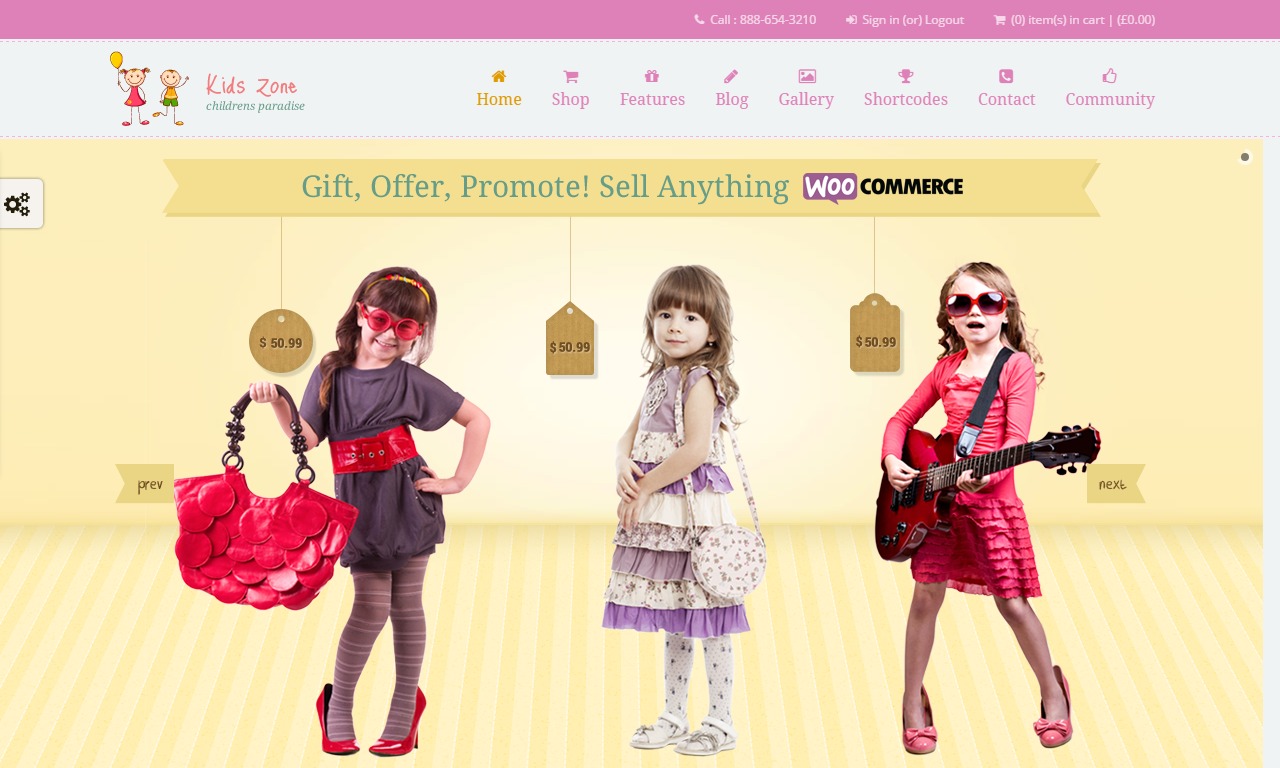 Call : 888-654-3210 Sign in (or) Logout (0) item(s) in cart | (£0.00)
Kids Zone
childrens paradise
Home Shop Features Blog Gallery Shortcodes Contact Community
Gift, Offer, Promote! Sell Anything WOO COMMERCE
$ 50.99
$ 50.99
$ 50.99
prev
next